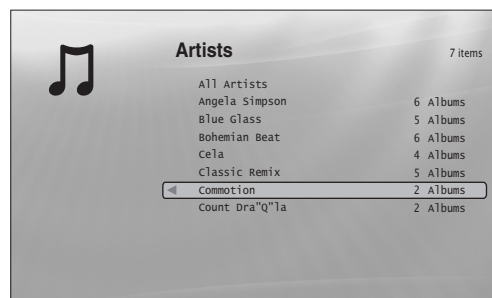 Artists 7 items
All Artists
Angela Simpson 6 Albums
Blue Glass 5 Albums
Bohemian Beat 6 Albums
Cela 4 Albums
Classic Remix 5 Albums
Commotion 2 Albums
Count Dra"Q"la 2 Albums